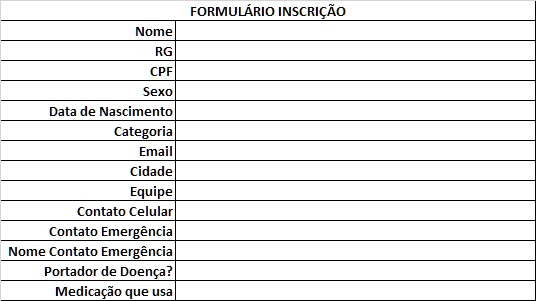 FORMULÁRIO INSCRIÇÃO
Nome
RG
CPF
Sexo
Data de Nascimento
Categoria
Email
Cidade
Equipe
Contato Celular
Contato Emergência
Nome Contato Emergência
Portador de Doença?
Medicação que usa